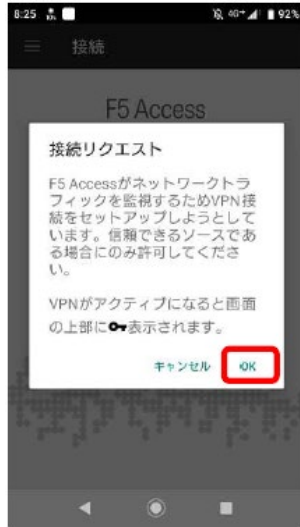 8:25 4G+ 92%
接続
F5 Access
接続リクエスト
F5 Accessがネットワークトラ
フィックを監視するためVPN接
続をセットアップしようとして
います。信頼できるソースであ
る場合にのみ許可してくださ
い。
VPNがアクティブになると画面
の上部に表示されます。
キャンセル OK